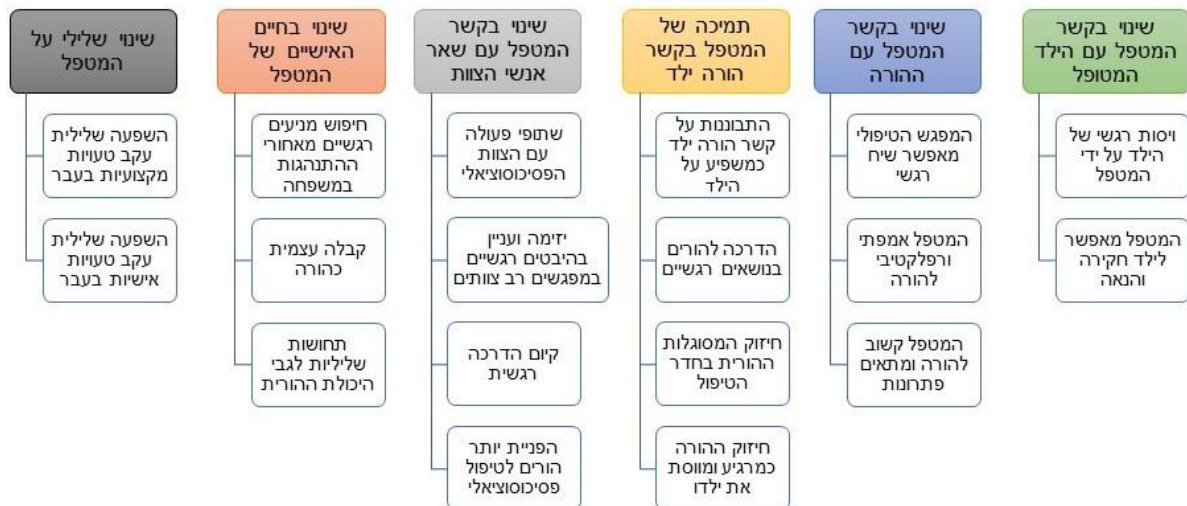 שינוי בקשר
המטפל עם הילד
המטופל
ויסות רגשי של
הילד על ידי
המטפל
המטפל מאפשר
לילד חקירה
והנאה
שינוי בקשר
המטפל עם
ההורה
המפגש הטיפולי
מאפשר שיח
רגשי
המטפל אמפתי
ורפלקטיבי
להורה
המטפל קשוב
להורה ומתאים
פתרונות
תמיכה של
המטפל בקשר
הורה ילד
התבוננות על
קשר הורה ילד
כמשפיע על
הילד
הדרכה להורים
בנושאים רגשיים
חיזוק המסוגלות
ההורית בחדר
הטיפול
חיזוק ההורה
כמרגיע ומווסת
את ילדו
שינוי בקשר
המטפל עם שאר
אנשי הצוות
שתופי פעולה
עם הצוות
הפסיכוסוציאלי
יזימה ועניין
בהיבטים רגשיים
במפגשים רב צוותים
קיום הדרכה
רגשית
הפניית יותר
הורים לטיפול
פסיכוסוציאלי
שינוי בחיים
האישיים של
המטפל
חיפוש מניעים
רגשיים מאחורי
ההתנהגות
במשפחה
קבלה עצמית
כהורה
תחושות
שליליות לגבי
היכולת ההורית
שינוי שלילי על
המטפל
השפעה שלילית
עקב טעויות
מקצועיות בעבר
השפעה שלילית
עקב טעויות
אישיות בעבר